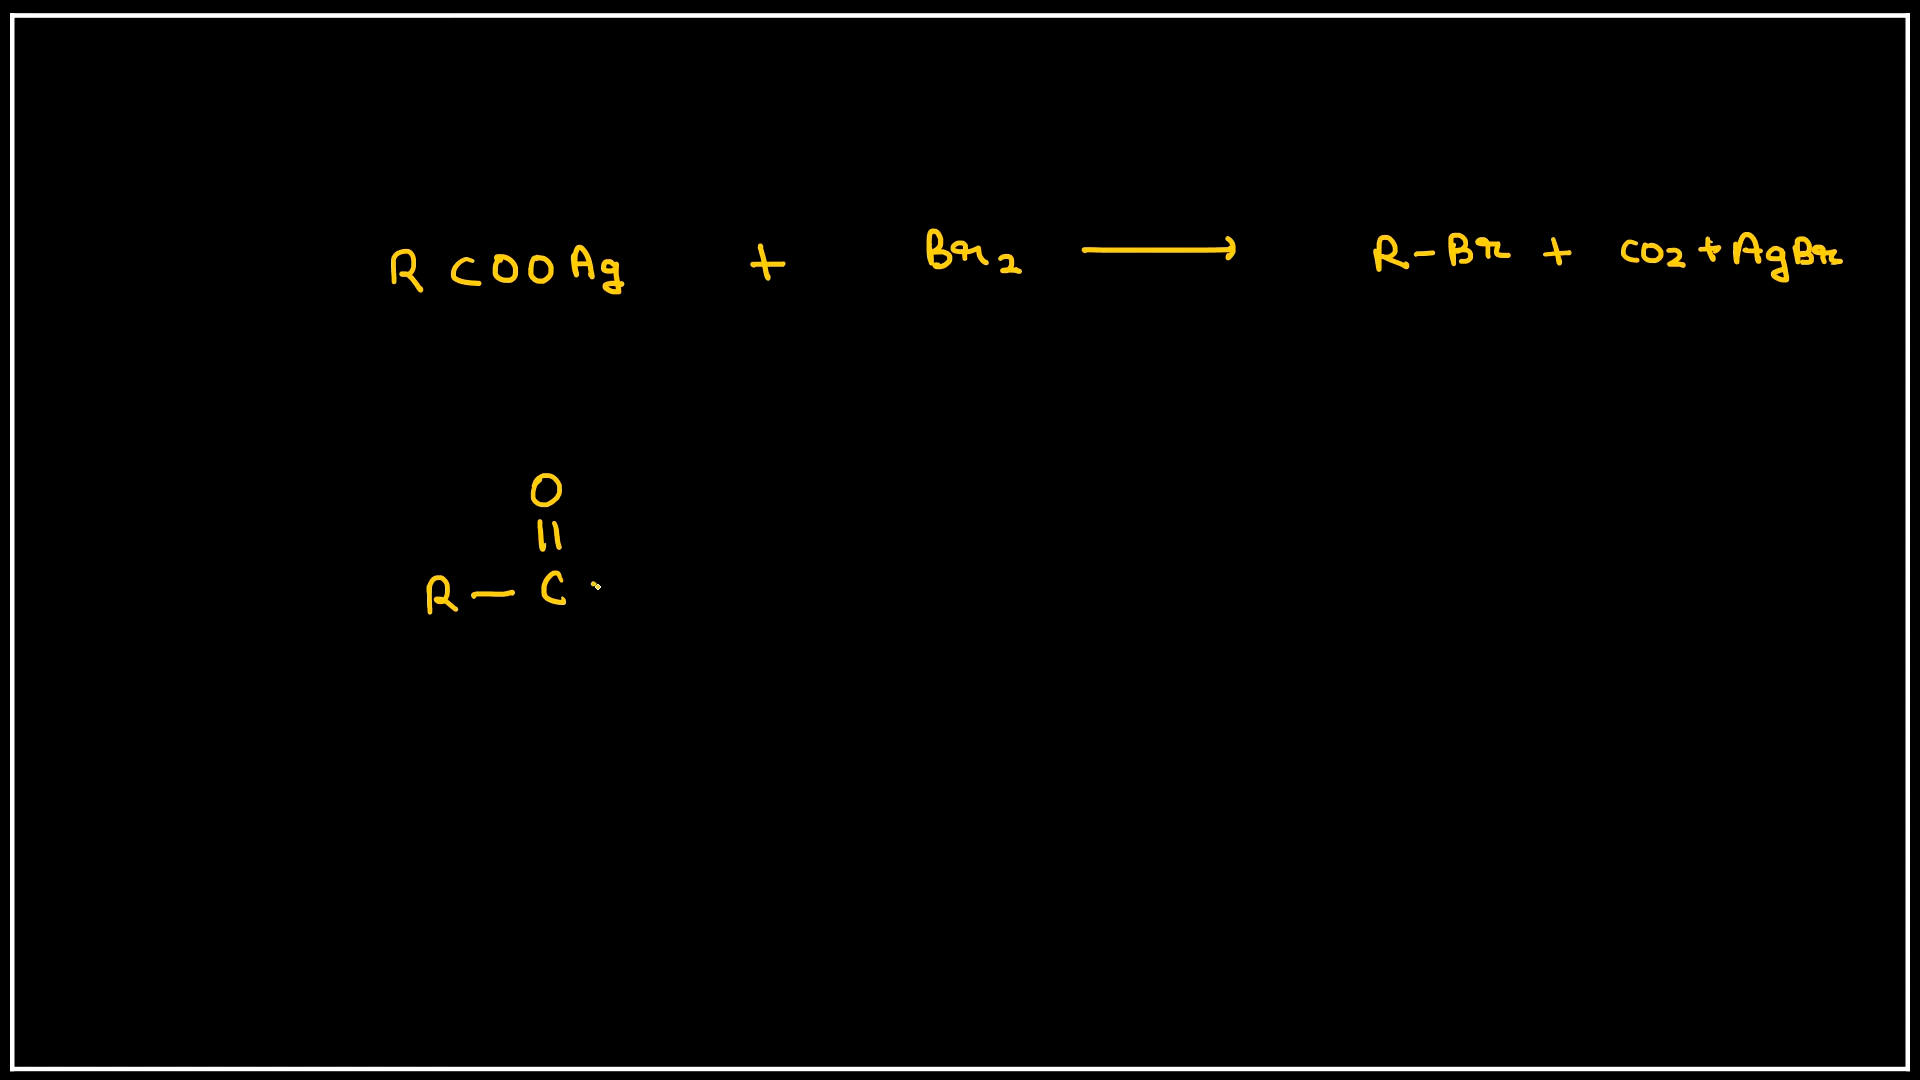 R COOAg + Br2 ⟶ R-Br + CO2 + AgBr
O
||
R — C